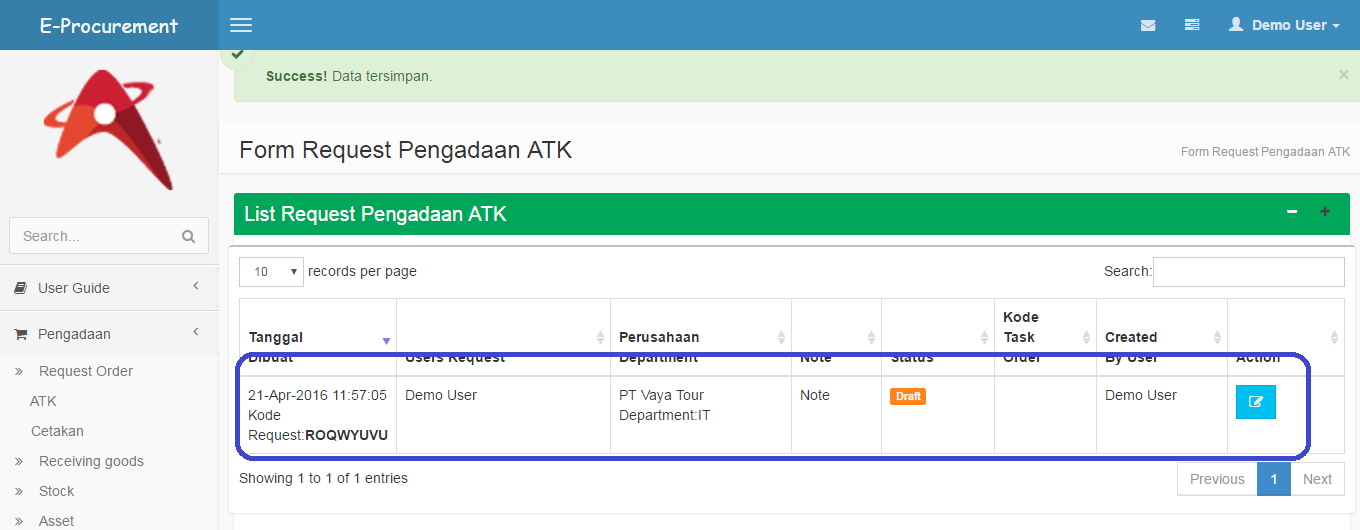 E-Procurement
Demo User
Success! Data tersimpan.
×
Form Request Pengadaan ATK
Form Request Pengadaan ATK
List Request Pengadaan ATK
Search...
10 records per page
Search:
User Guide
Pengadaan
Request Order
ATK
Cetakan
Receiving goods
Stock
Asset
Tanggal Dibuat
Users Request
Perusahaan Department
Note
Status
Kode Task Order
Created By User
Action
21-Apr-2016 11:57:05
Kode
Request:ROQWYUVU
Demo User
PT Vaya Tour
Department:IT
Note
Draft
Demo User
Showing 1 to 1 of 1 entries
Previous 1 Next